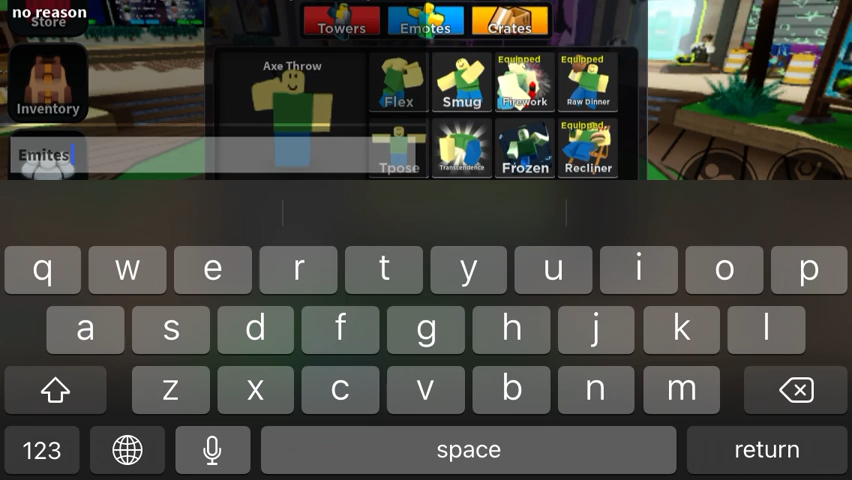 no reason
Store
Towers
Emotes
Crates
Inventory
Axe Throw
Flex
Smug
Equipped
Firework
Equipped
Raw Dinner
Emites
Tpose
Transcendence
Frozen
Equipped
Recliner
q w e r t y u i o p
a s d f g h j k l
z x c v b n m
123
space
return